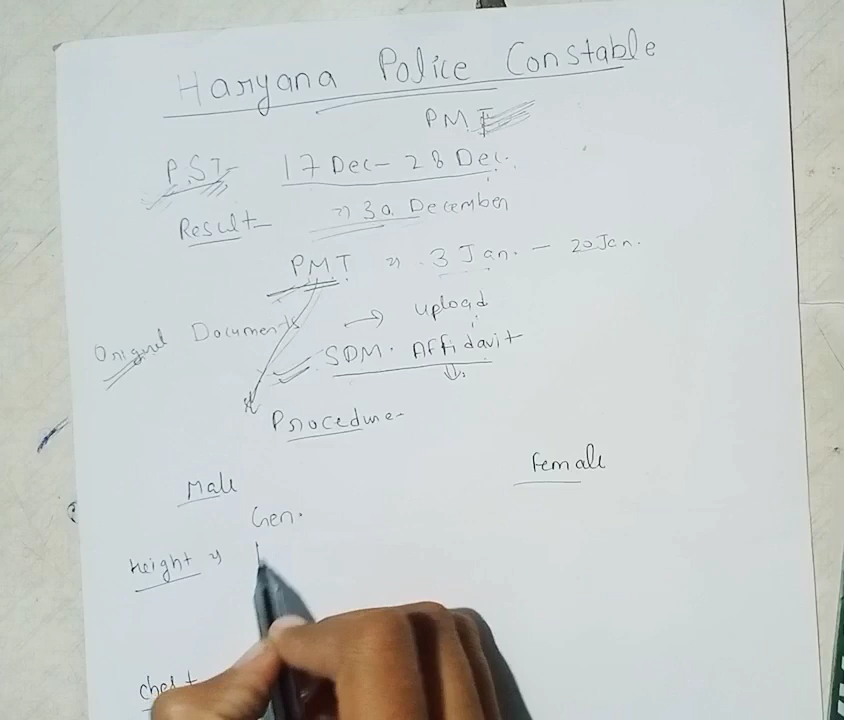 Haryana Police Constable
PMT
P.S.T- 17 Dec - 28 Dec.
Result- 30 December
PMT 3 Jan. - 20 Jan.
Original Documents → upload
SDM. Affidavit
Procedure-
Male Female
Gen.
Height
chest